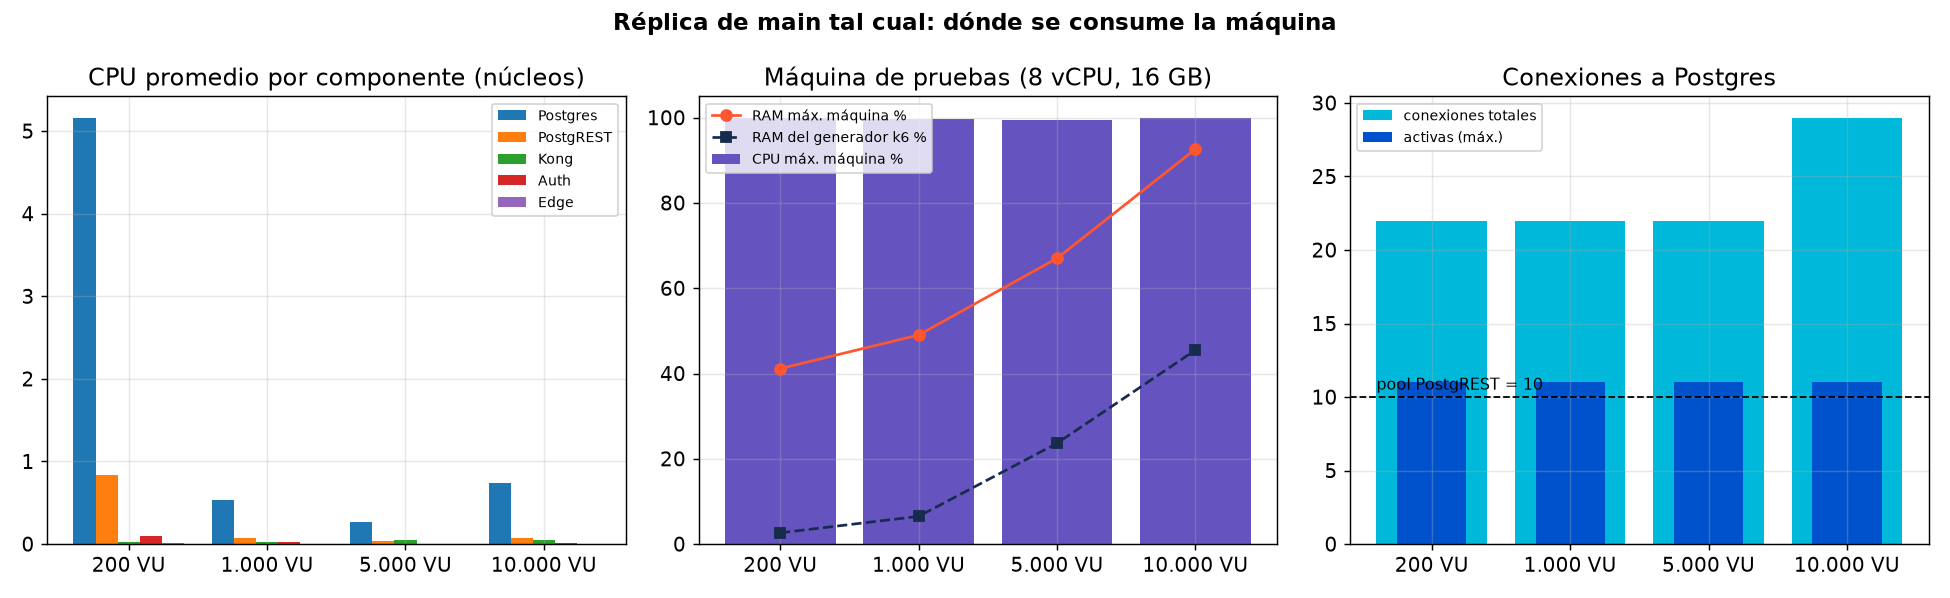 Réplica de main tal cual: dónde se consume la máquina
CPU promedio por componente (núcleos)
5
4
3
2
1
0
Postgres
PostgREST
Kong
Auth
Edge
200 VU
1.000 VU
5.000 VU
10.000 VU
Máquina de pruebas (8 vCPU, 16 GB)
100
80
60
40
20
0
RAM máx. máquina %
RAM del generador k6 %
CPU máx. máquina %
200 VU
1.000 VU
5.000 VU
10.000 VU
Conexiones a Postgres
30
25
20
15
10
5
0
conexiones totales
activas (máx.)
pool PostgREST = 10
200 VU
1.000 VU
5.000 VU
10.000 VU